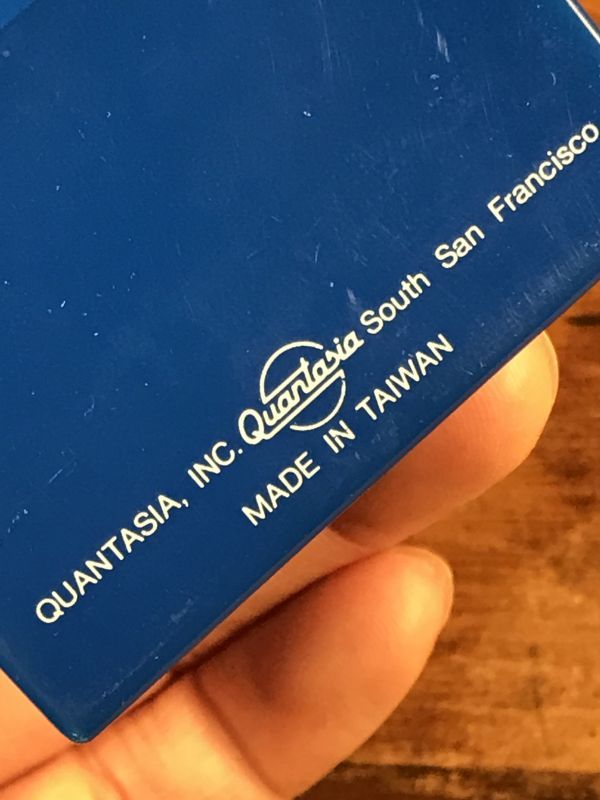 QUANTASIA, INC. Quantasia South San Francisco
MADE IN TAIWAN